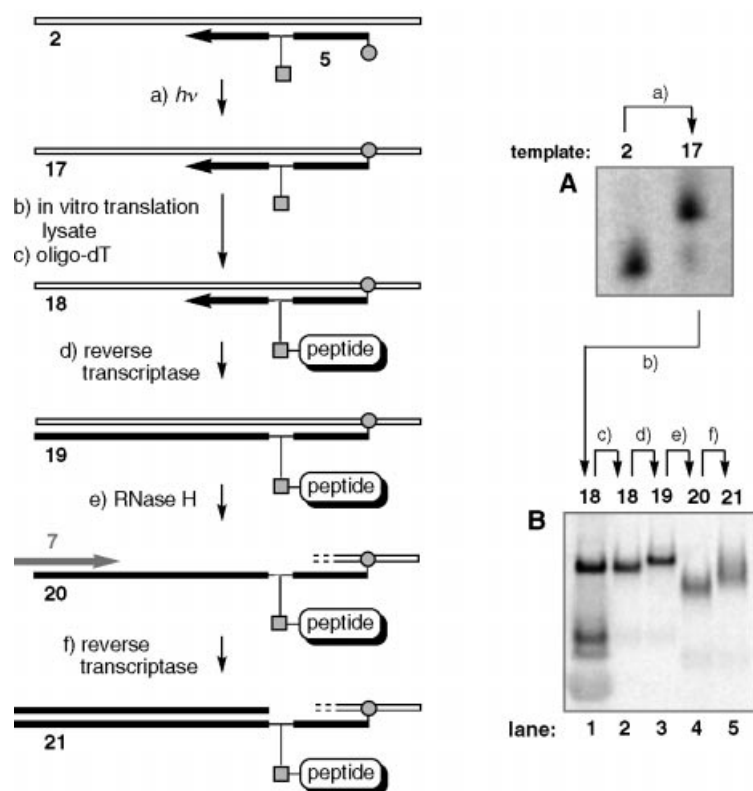 2
5
a) hν
17
b) in vitro translation
lysate
c) oligo-dT
18
peptide
d) reverse
transcriptase
19
peptide
e) RNase H
7
20
peptide
f) reverse
transcriptase
21
peptide
a)
template: 2 17
A
b)
c) d) e) f)
18 18 19 20 21
B
lane: 1 2 3 4 5